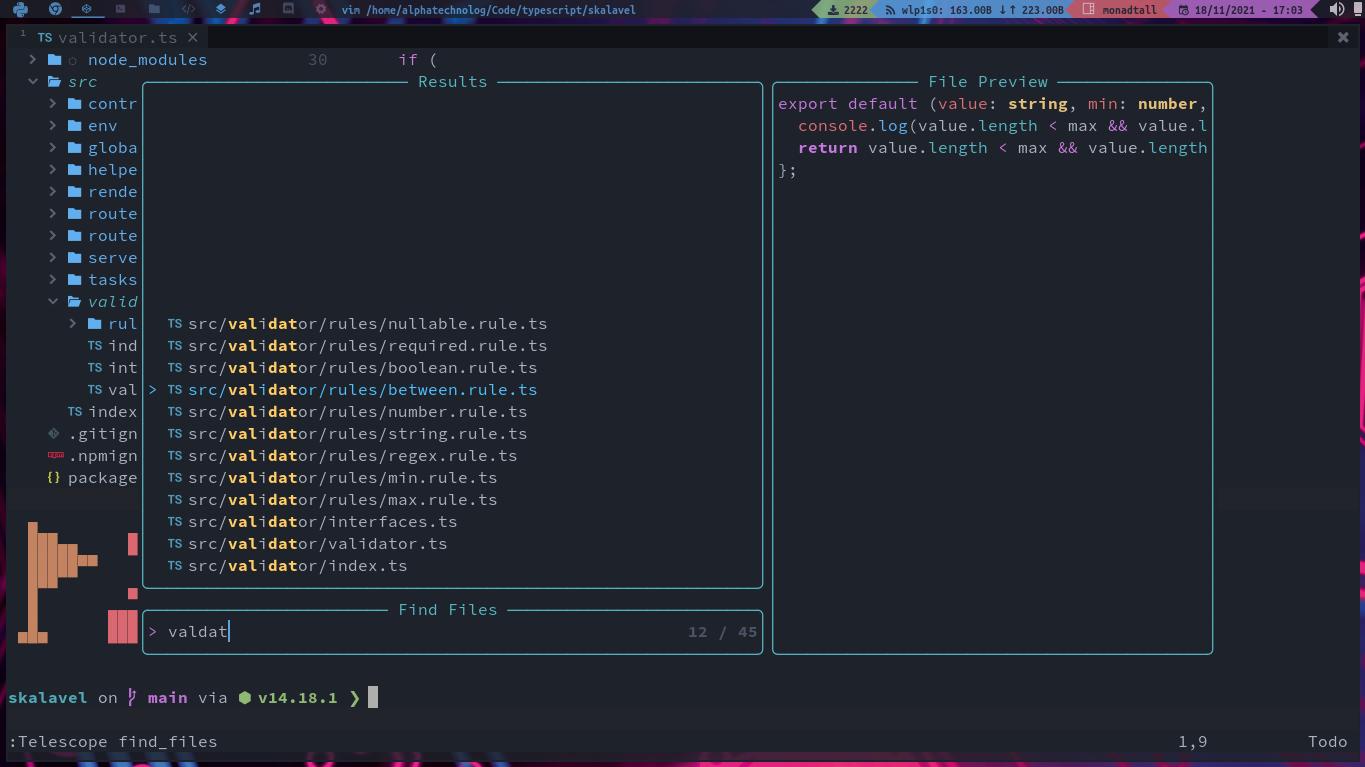 vim /home/alphatechnolog/Code/typescript/skalavel
2222
wlp1s0: 163.00B ↓↑ 223.00B
monadtall
18/11/2021 - 17:03
1 TS validator.ts ×
node_modules
30 if (
src
contr
env
globa
helpe
rende
route
route
serve
tasks
valid
rul
TS ind
TS int
TS val
TS index
.gitign
.npmign
{} package
Results
TS src/validator/rules/nullable.rule.ts
TS src/validator/rules/required.rule.ts
TS src/validator/rules/boolean.rule.ts
> TS src/validator/rules/between.rule.ts
TS src/validator/rules/number.rule.ts
TS src/validator/rules/string.rule.ts
TS src/validator/rules/regex.rule.ts
TS src/validator/rules/min.rule.ts
TS src/validator/rules/max.rule.ts
TS src/validator/interfaces.ts
TS src/validator/validator.ts
TS src/validator/index.ts
Find Files
> valdat 12 / 45
File Preview
export default (value: string, min: number,
console.log(value.length < max && value.l
return value.length < max && value.length
};
skalavel on main via v14.18.1 ❯
:Telescope find_files 1,9 Todo